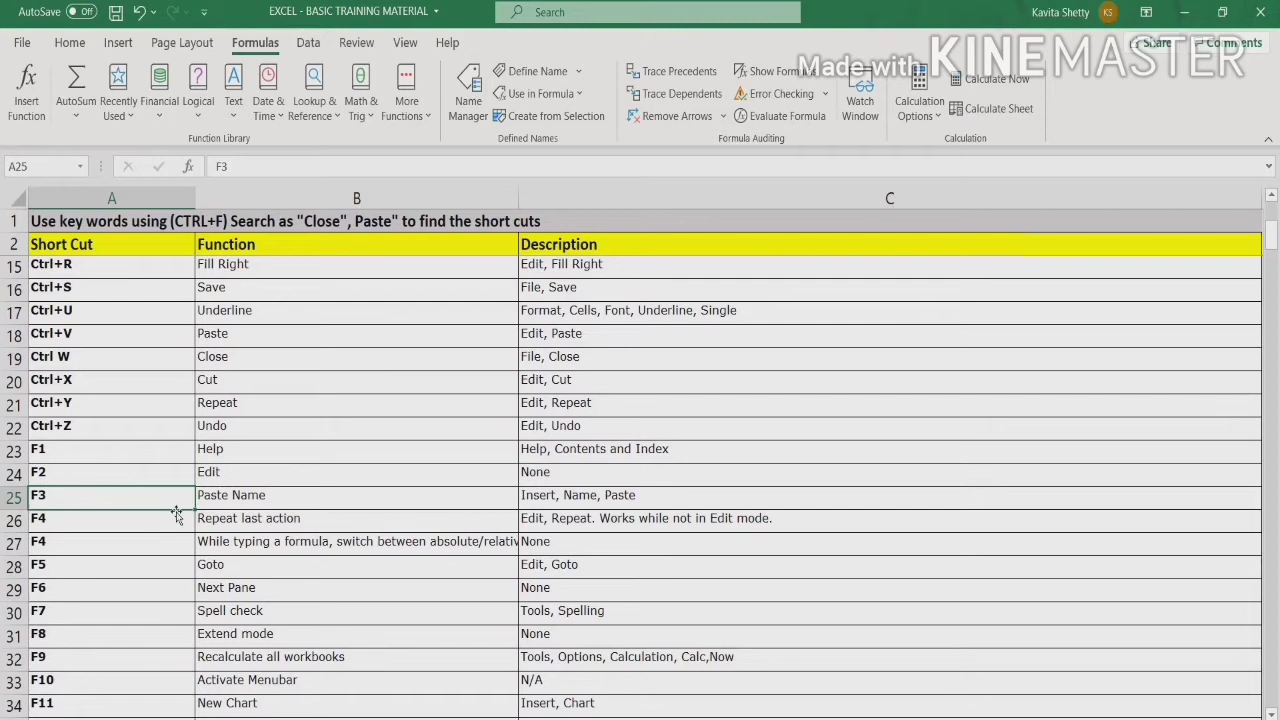 AutoSave Off
EXCEL - BASIC TRAINING MATERIAL
Search
Kavita Shetty KS
File Home Insert Page Layout Formulas Data Review View Help
Share Comments
Made with KINEMASTER
Insert Function
AutoSum
Recently Used
Financial
Logical
Text
Date & Time
Lookup & Reference
Math & Trig
More Functions
Function Library
Name Manager
Define Name
Use in Formula
Create from Selection
Defined Names
Trace Precedents
Trace Dependents
Remove Arrows
Show Formulas
Error Checking
Evaluate Formula
Formula Auditing
Watch Window
Calculation Options
Calculate Now
Calculate Sheet
Calculation
A25 fx F3
A B C
1 Use key words using (CTRL+F) Search as "Close", Paste" to find the short cuts
2 Short Cut Function Description
15 Ctrl+R Fill Right Edit, Fill Right
16 Ctrl+S Save File, Save
17 Ctrl+U Underline Format, Cells, Font, Underline, Single
18 Ctrl+V Paste Edit, Paste
19 Ctrl W Close File, Close
20 Ctrl+X Cut Edit, Cut
21 Ctrl+Y Repeat Edit, Repeat
22 Ctrl+Z Undo Edit, Undo
23 F1 Help Help, Contents and Index
24 F2 Edit None
25 F3 Paste Name Insert, Name, Paste
26 F4 Repeat last action Edit, Repeat. Works while not in Edit mode.
27 F4 While typing a formula, switch between absolute/relativ None
28 F5 Goto Edit, Goto
29 F6 Next Pane None
30 F7 Spell check Tools, Spelling
31 F8 Extend mode None
32 F9 Recalculate all workbooks Tools, Options, Calculation, Calc,Now
33 F10 Activate Menubar N/A
34 F11 New Chart Insert, Chart